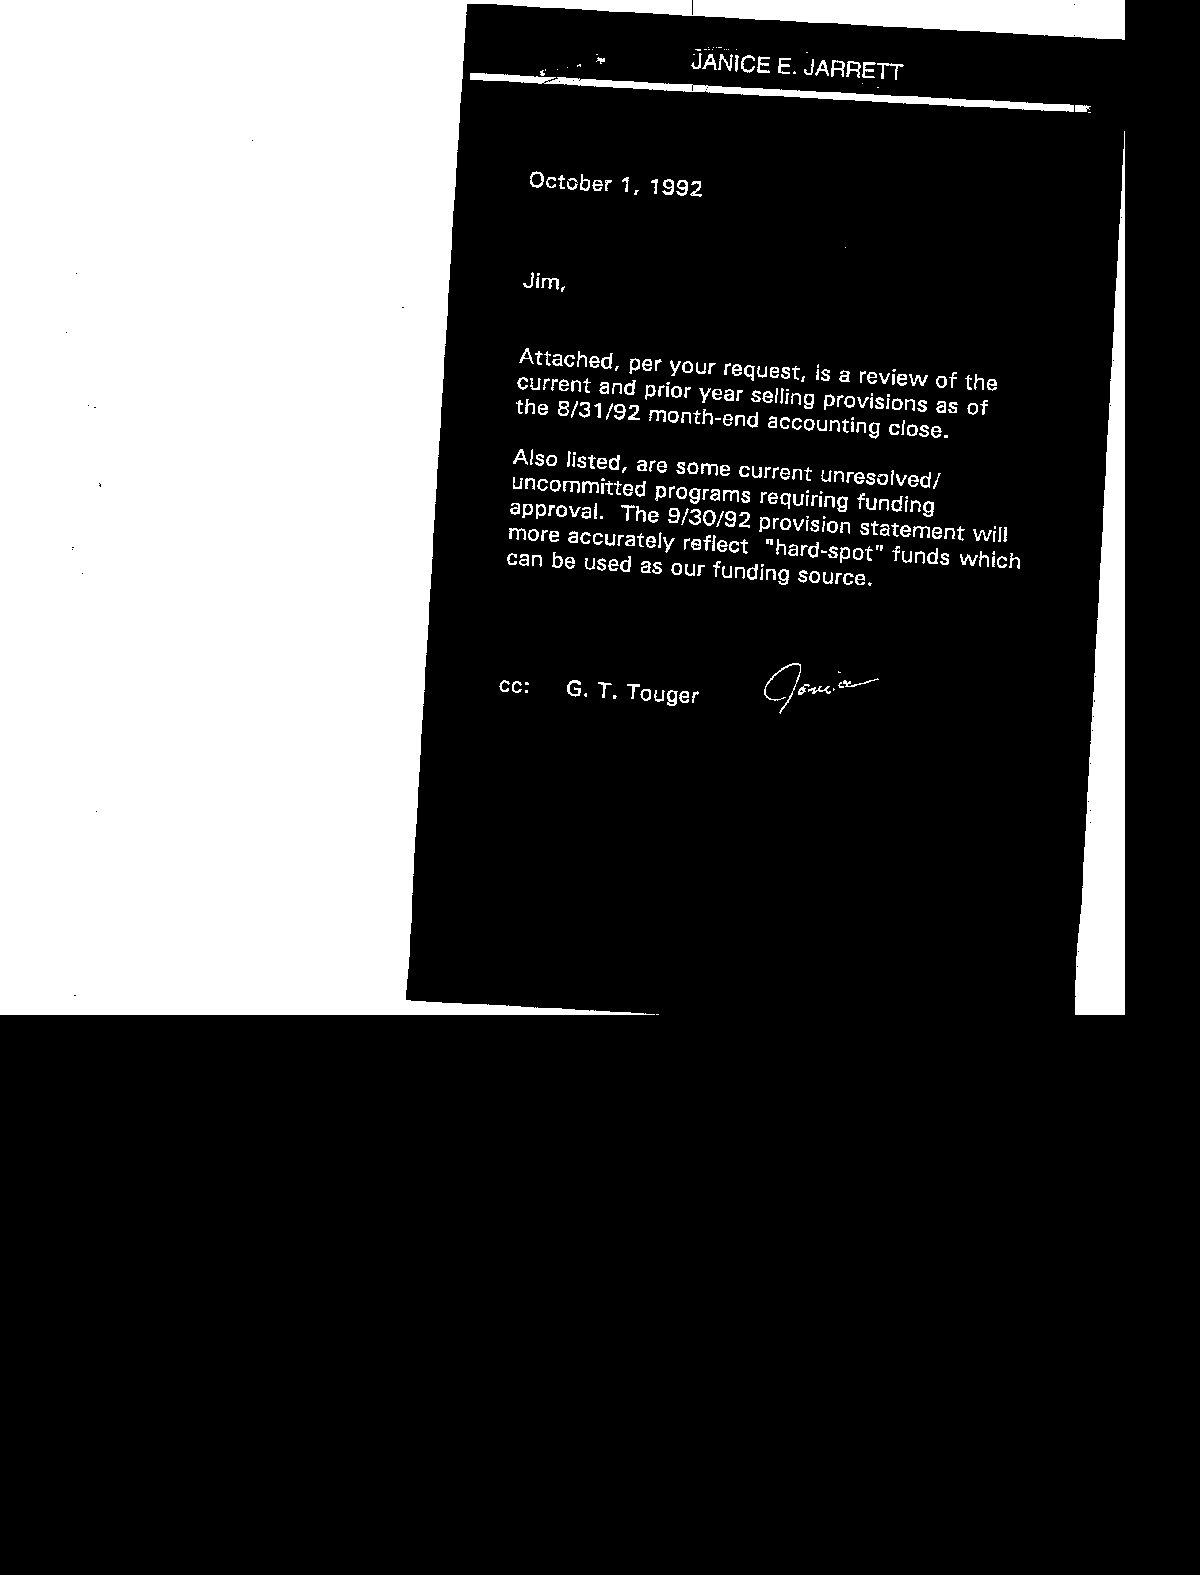 JANICE E. JARRETT
October 1, 1992
Jim,
Attached, per your request, is a review of the
current and prior year selling provisions as of
the 8/31/92 month-end accounting close.
Also listed, are some current unresolved/
uncommitted programs requiring funding
approval.  The 9/30/92 provision statement will
more accurately reflect  "hard-spot" funds which
can be used as our funding source.
Janice
cc:    G. T. Touger